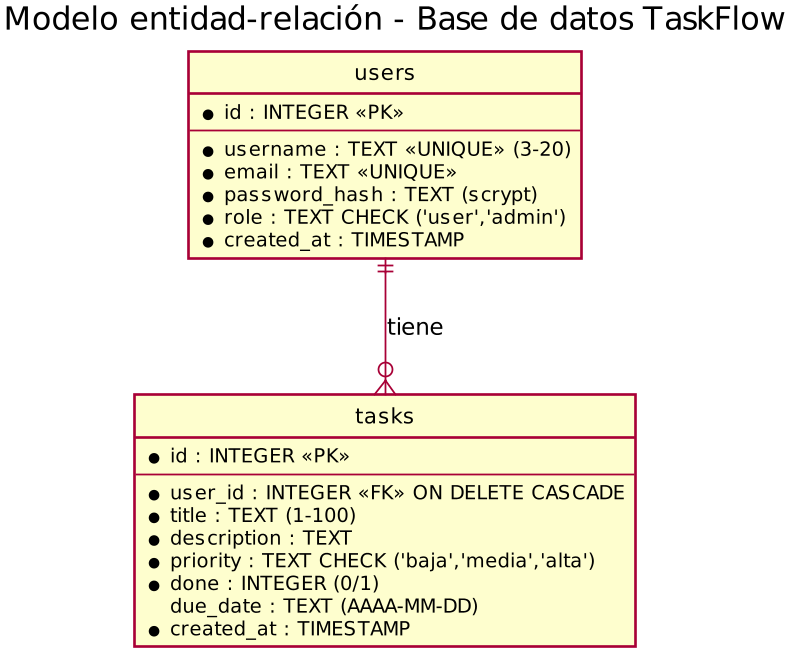 Modelo entidad-relación - Base de datos TaskFlow
users
id : INTEGER «PK»
username : TEXT «UNIQUE» (3-20)
email : TEXT «UNIQUE»
password_hash : TEXT (scrypt)
role : TEXT CHECK ('user','admin')
created_at : TIMESTAMP
tiene
tasks
id : INTEGER «PK»
user_id : INTEGER «FK» ON DELETE CASCADE
title : TEXT (1-100)
description : TEXT
priority : TEXT CHECK ('baja','media','alta')
done : INTEGER (0/1)
due_date : TEXT (AAAA-MM-DD)
created_at : TIMESTAMP